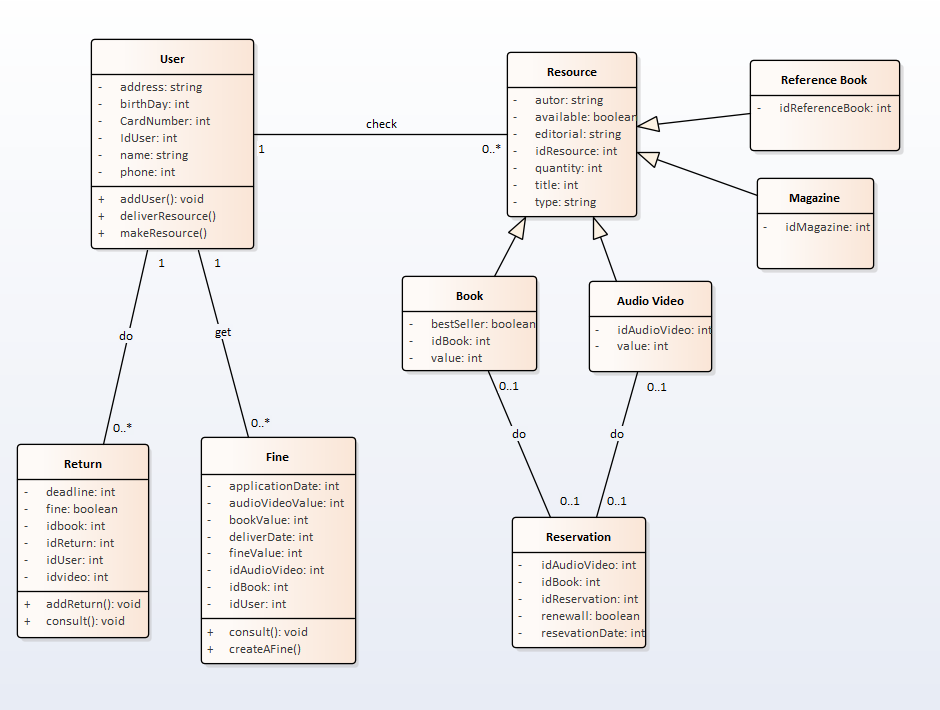 User
- address: string
- birthDay: int
- CardNumber: int
- IdUser: int
- name: string
- phone: int
+ addUser(): void
+ deliverResource()
+ makeResource()
check
1
0..*
Resource
- autor: string
- available: boolean
- editorial: string
- idResource: int
- quantity: int
- title: int
- type: string
Reference Book
- idReferenceBook: int
Magazine
- idMagazine: int
Book
- bestSeller: boolean
- idBook: int
- value: int
Audio Video
- idAudioVideo: int
- value: int
1
do
0..*
1
get
0..*
Return
- deadline: int
- fine: boolean
- idbook: int
- idReturn: int
- idUser: int
- idvideo: int
+ addReturn(): void
+ consult(): void
Fine
- applicationDate: int
- audioVideoValue: int
- bookValue: int
- deliverDate: int
- fineValue: int
- idAudioVideo: int
- idBook: int
- idUser: int
+ consult(): void
+ createAFine()
0..1
do
0..1
0..1
do
0..1
Reservation
- idAudioVideo: int
- idBook: int
- idReservation: int
- renewall: boolean
- resevationDate: int